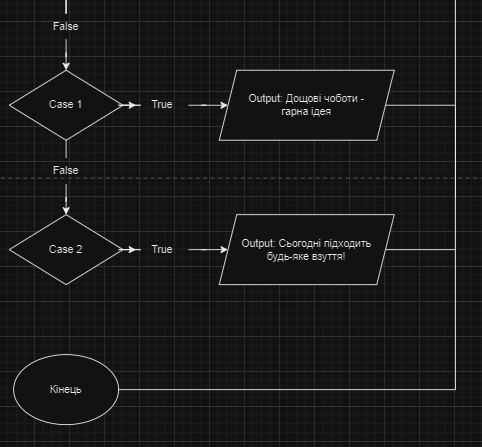 False
Case 1
True
Output: Дощові чоботи -
гарна ідея
False
Case 2
True
Output: Сьогодні підходить
будь-яке взуття!
Кінець